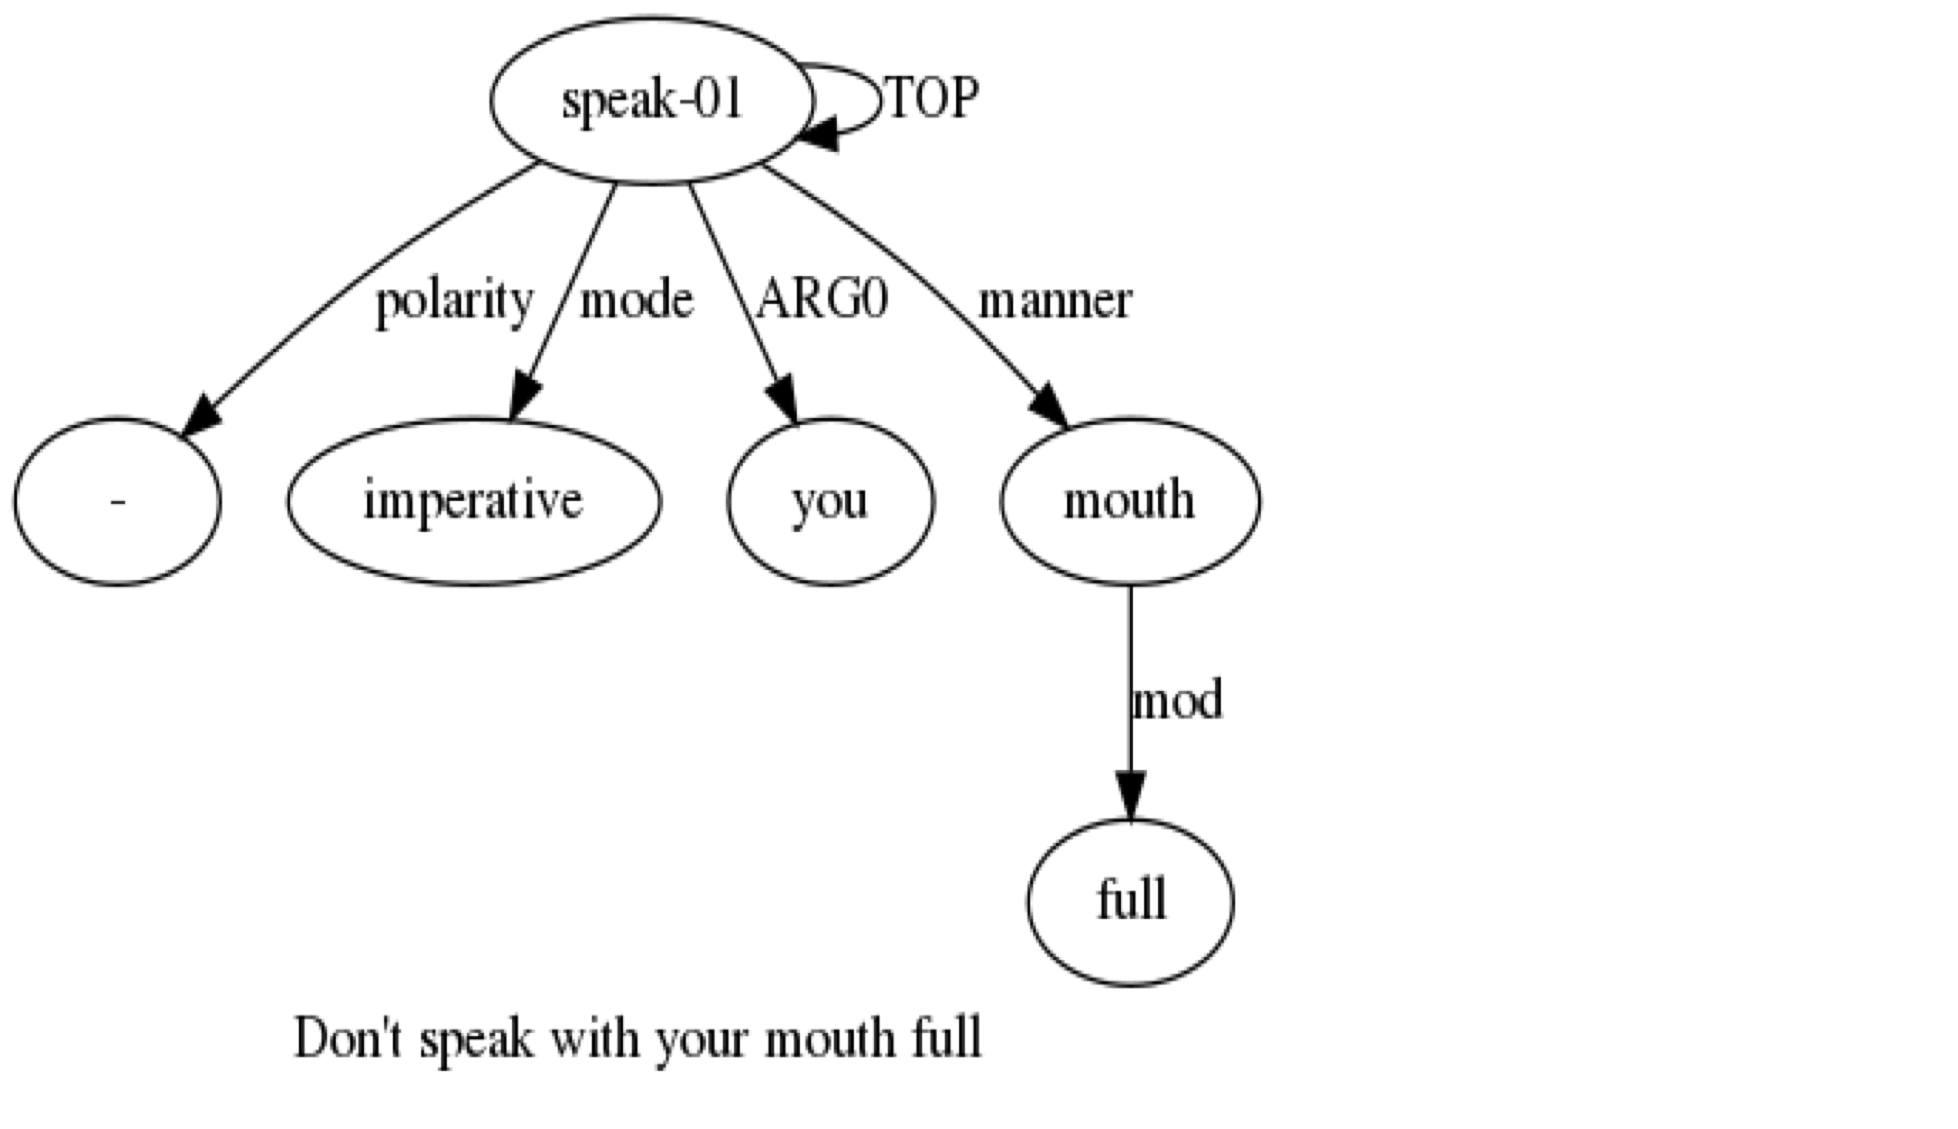 speak-01
TOP
polarity
mode
ARG0
manner
-
imperative
you
mouth
mod
full
Don't speak with your mouth full